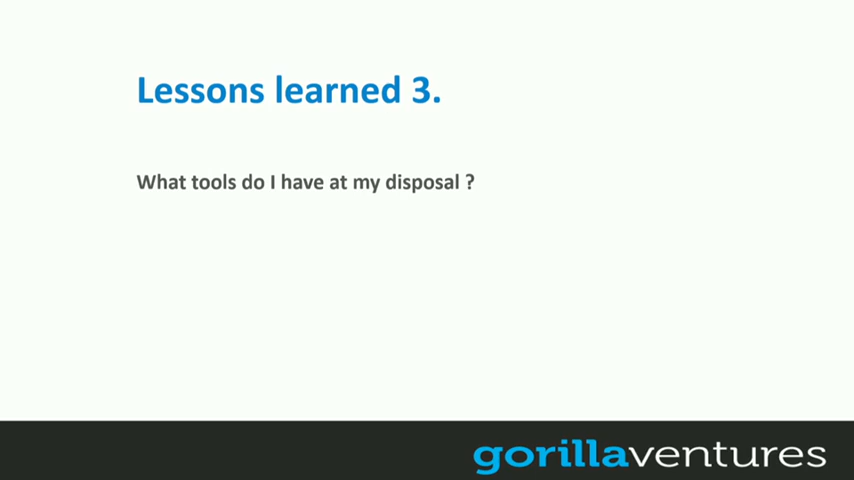 Lessons learned 3.
What tools do I have at my disposal ?
gorillaventures